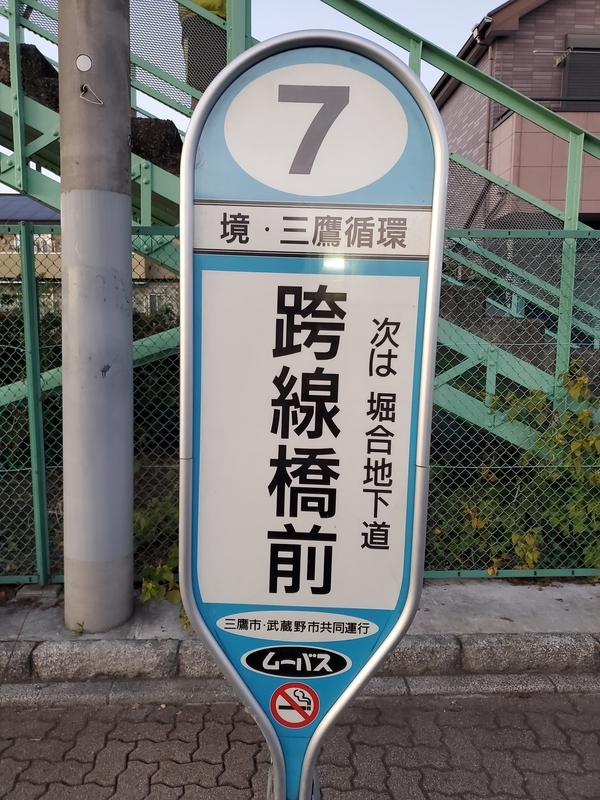 7
境・三鷹循環
次は 堀合地下道
跨線橋前
三鷹市・武蔵野市共同運行
ムーバス